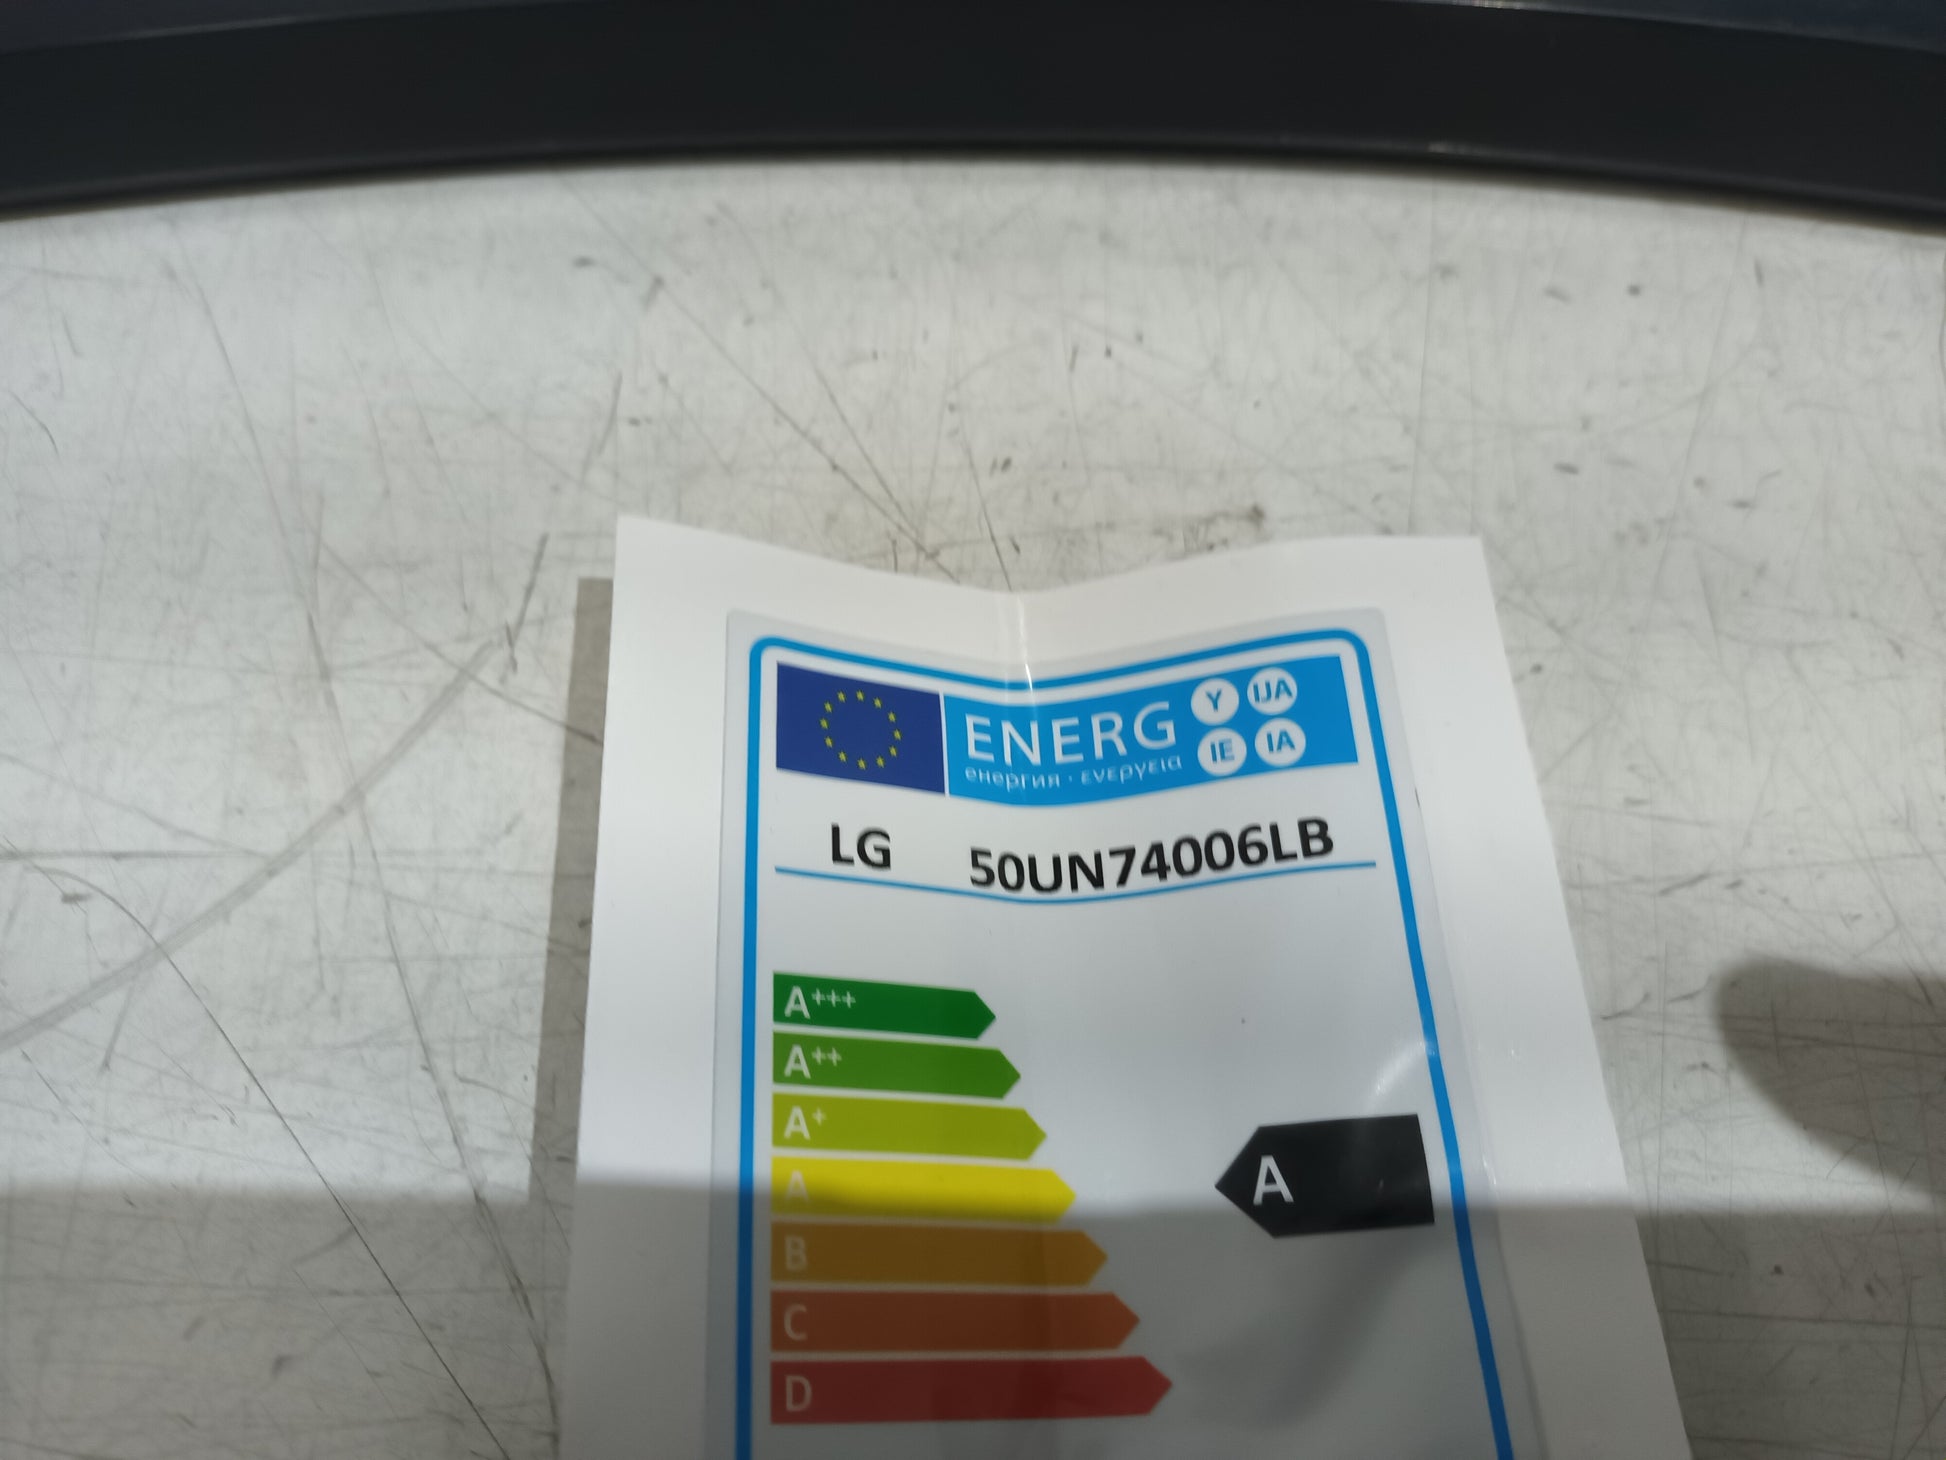 ENERG Y IJA
IE IA
енергия · ενεργεια
LG 50UN74006LB
A+++
A++
A+
A
A
B
C
D